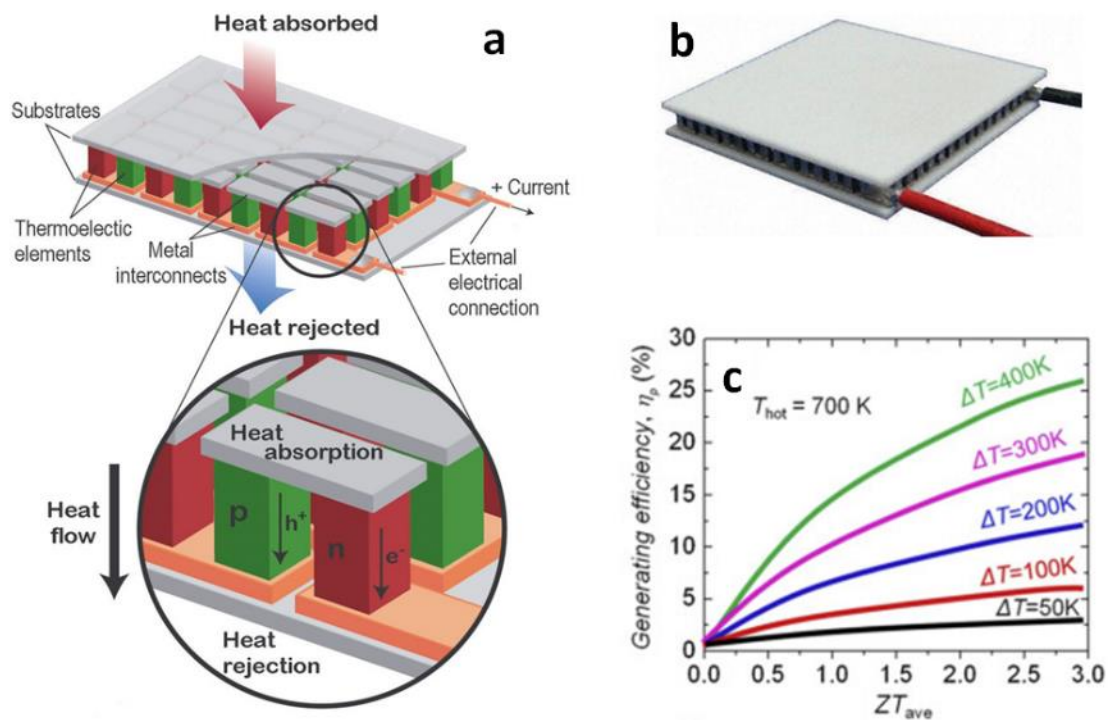 Heat absorbed
a
Substrates
+ Current
Thermoelectic
elements
Metal
interconnects
External
electrical
connection
Heat rejected
Heat
absorption
Heat
flow
p
h+
n
e-
Heat
rejection
b
c
Generating efficiency, ηp (%)
30
25
20
15
10
5
0
Thot = 700 K
ΔT=400K
ΔT=300K
ΔT=200K
ΔT=100K
ΔT=50K
0.0 0.5 1.0 1.5 2.0 2.5 3.0
ZTave